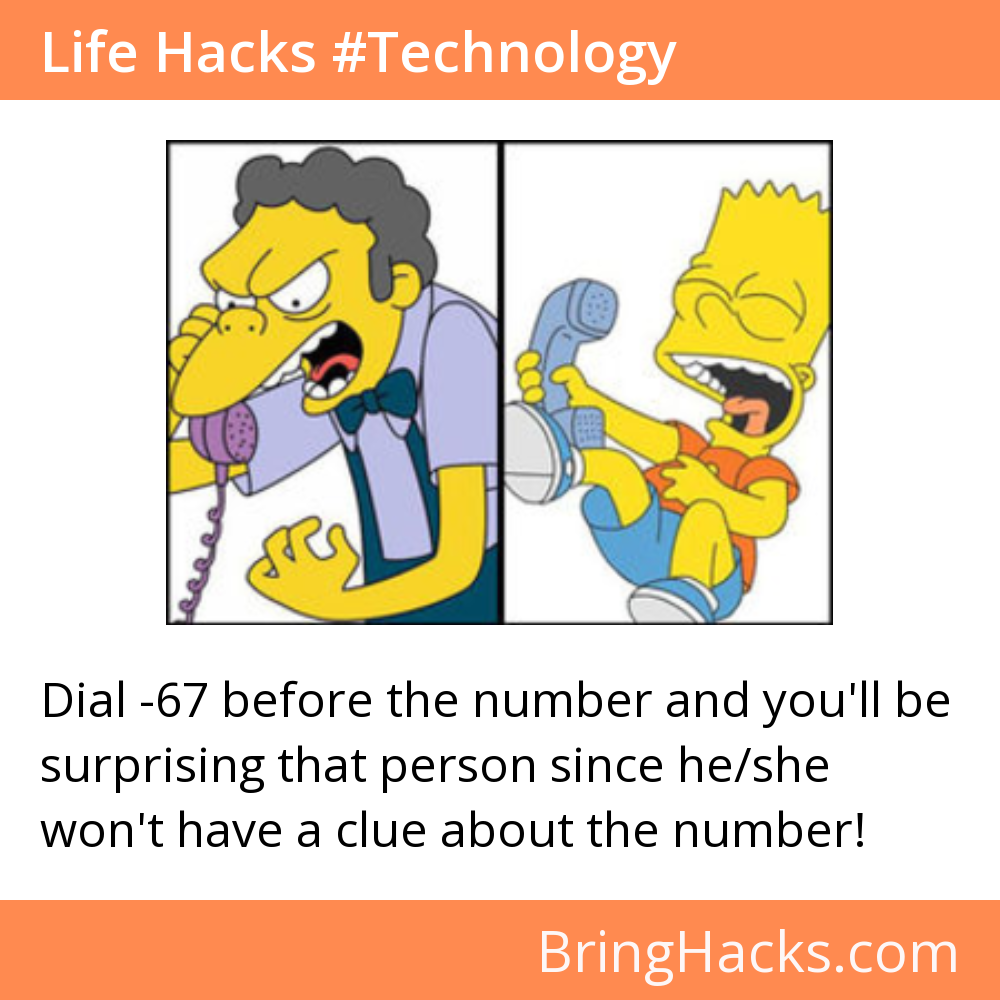 Life Hacks #Technology
Dial -67 before the number and you'll be
surprising that person since he/she
won't have a clue about the number!
BringHacks.com